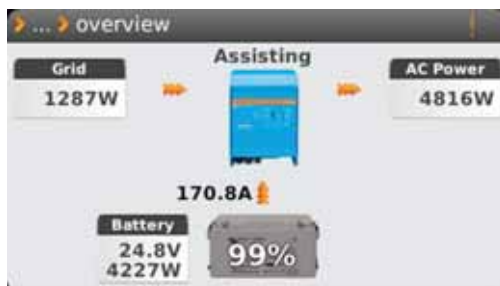 ... overview
Assisting
Grid
1287W
AC Power
4816W
170.8A
Battery
24.8V
4227W
99%